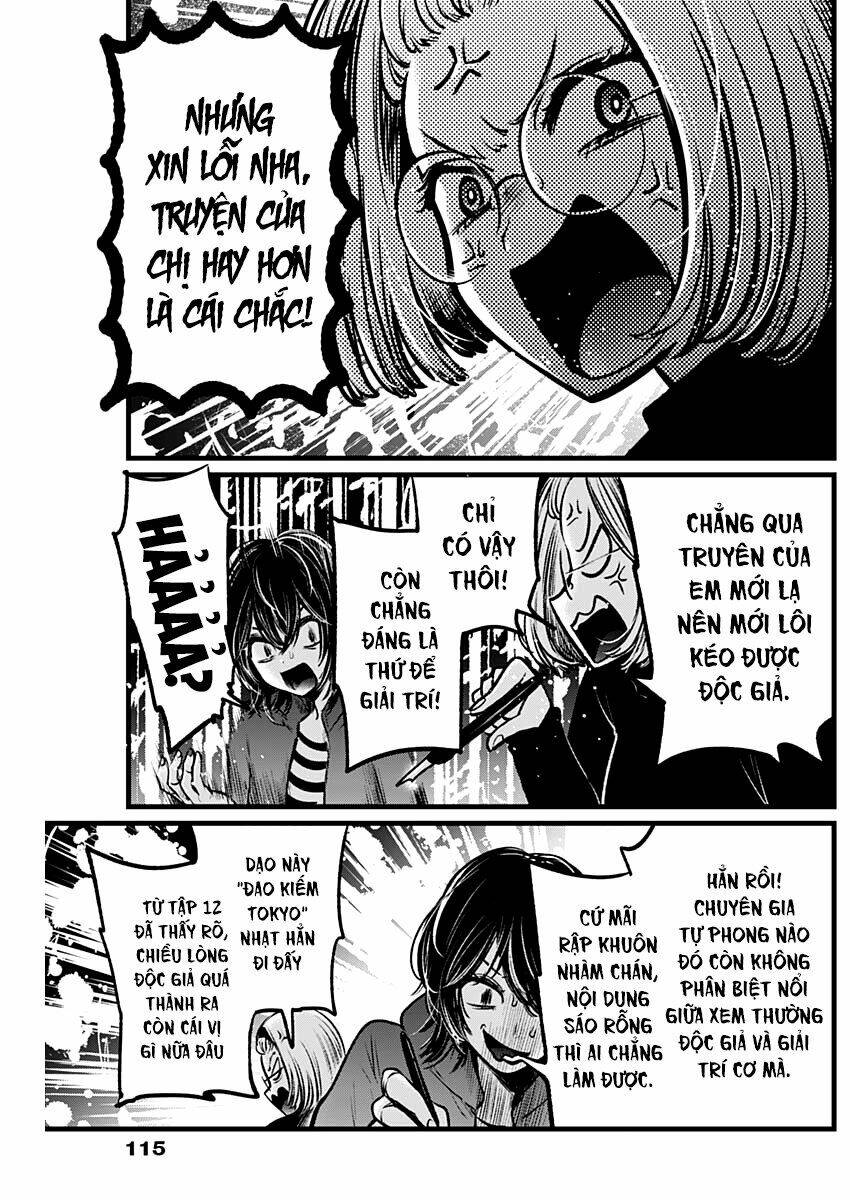 NHƯNG
XIN LỖI NHA,
TRUYỆN CỦA
CHỊ HAY HƠN
LÀ CÁI CHẮC!
CHẲNG QUA
TRUYÊN CỦA
EM MỚI LẠ
NÊN MỚI LÔI
KÉO ĐƯỢC
ĐỘC GIẢ.
CHỈ
CÓ VẬY
THÔI!
CÒN
CHẲNG
ĐÁNG LÀ
THỨ ĐỂ
GIẢI TRÍ!
HẢẢẢẢ?
HẲN RỒI!
CHUYÊN GIA
TỰ PHONG NÀO
ĐÓ CÒN KHÔNG
PHÂN BIỆT NỔI
GIỮA XEM THƯỜNG
ĐỘC GIẢ VÀ GIẢI
TRÍ CƠ MÀ.
CỨ MÃI
RẬP KHUÔN
NHÀM CHÁN,
NỘI DUNG
SÁO RỖNG
THÌ AI CHẲNG
LÀM ĐƯỢC.
DẠO NÀY
"ĐAO KIẾM
TOKYO"
NHẠT HẲN
ĐI ĐẤY
TỪ TẬP 12
ĐÃ THẤY RÕ,
CHIỀU LÒNG
ĐỘC GIẢ QUÁ
THÀNH RA
CÒN CÁI VỊ
GÌ NỮA ĐÂU
115